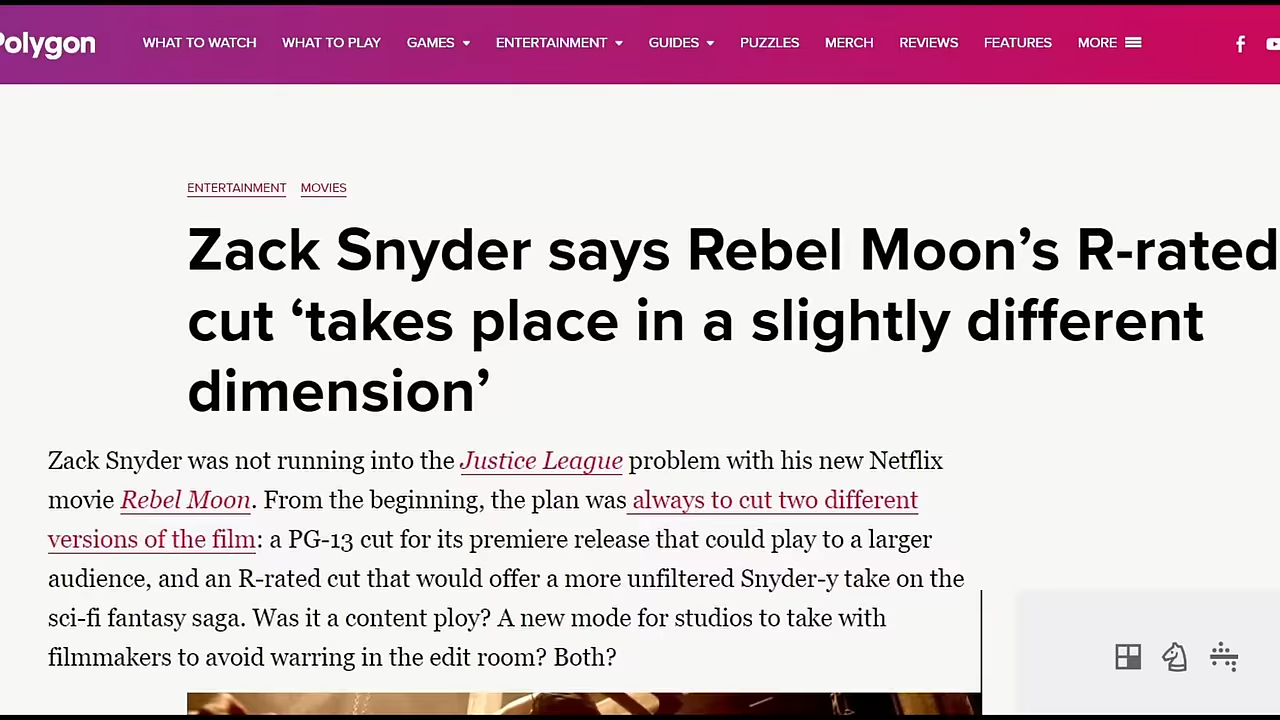 Polygon
WHAT TO WATCH WHAT TO PLAY GAMES ENTERTAINMENT GUIDES PUZZLES MERCH REVIEWS FEATURES MORE
ENTERTAINMENT MOVIES
Zack Snyder says Rebel Moon’s R-rated
cut ‘takes place in a slightly different
dimension’
Zack Snyder was not running into the Justice League problem with his new Netflix
movie Rebel Moon. From the beginning, the plan was always to cut two different
versions of the film: a PG-13 cut for its premiere release that could play to a larger
audience, and an R-rated cut that would offer a more unfiltered Snyder-y take on the
sci-fi fantasy saga. Was it a content ploy? A new mode for studios to take with
filmmakers to avoid warring in the edit room? Both?